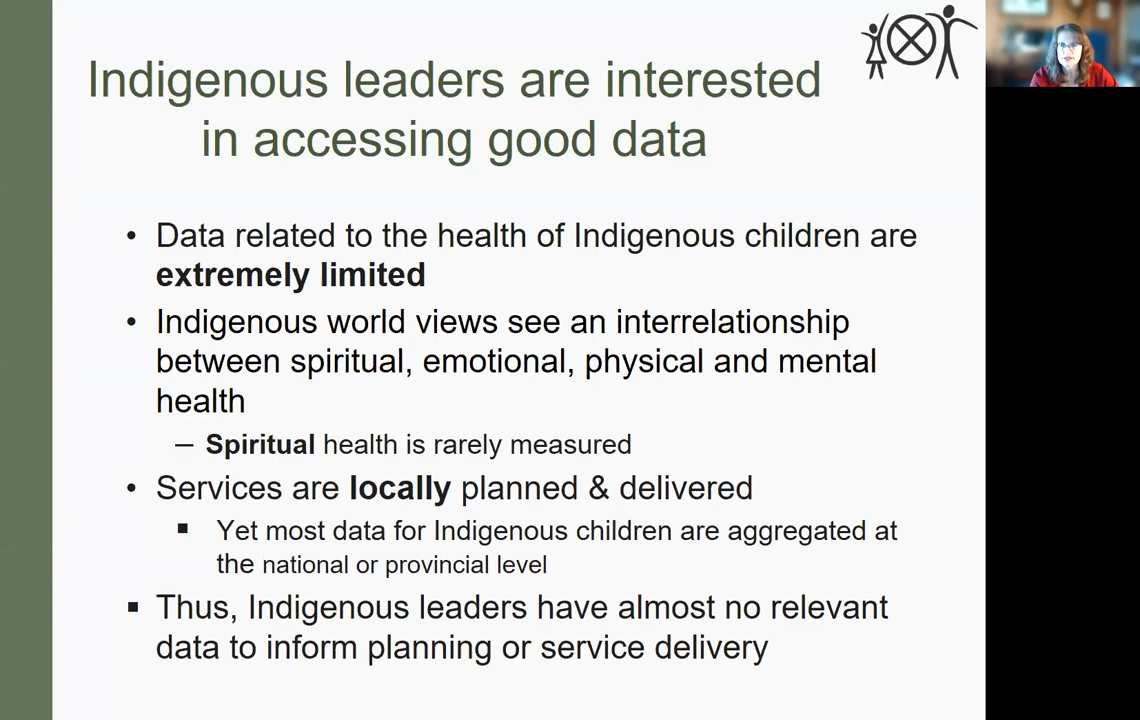 Indigenous leaders are interested
in accessing good data
• Data related to the health of Indigenous children are
extremely limited
• Indigenous world views see an interrelationship
between spiritual, emotional, physical and mental
health
– Spiritual health is rarely measured
• Services are locally planned & delivered
▪ Yet most data for Indigenous children are aggregated at
the national or provincial level
▪ Thus, Indigenous leaders have almost no relevant
data to inform planning or service delivery